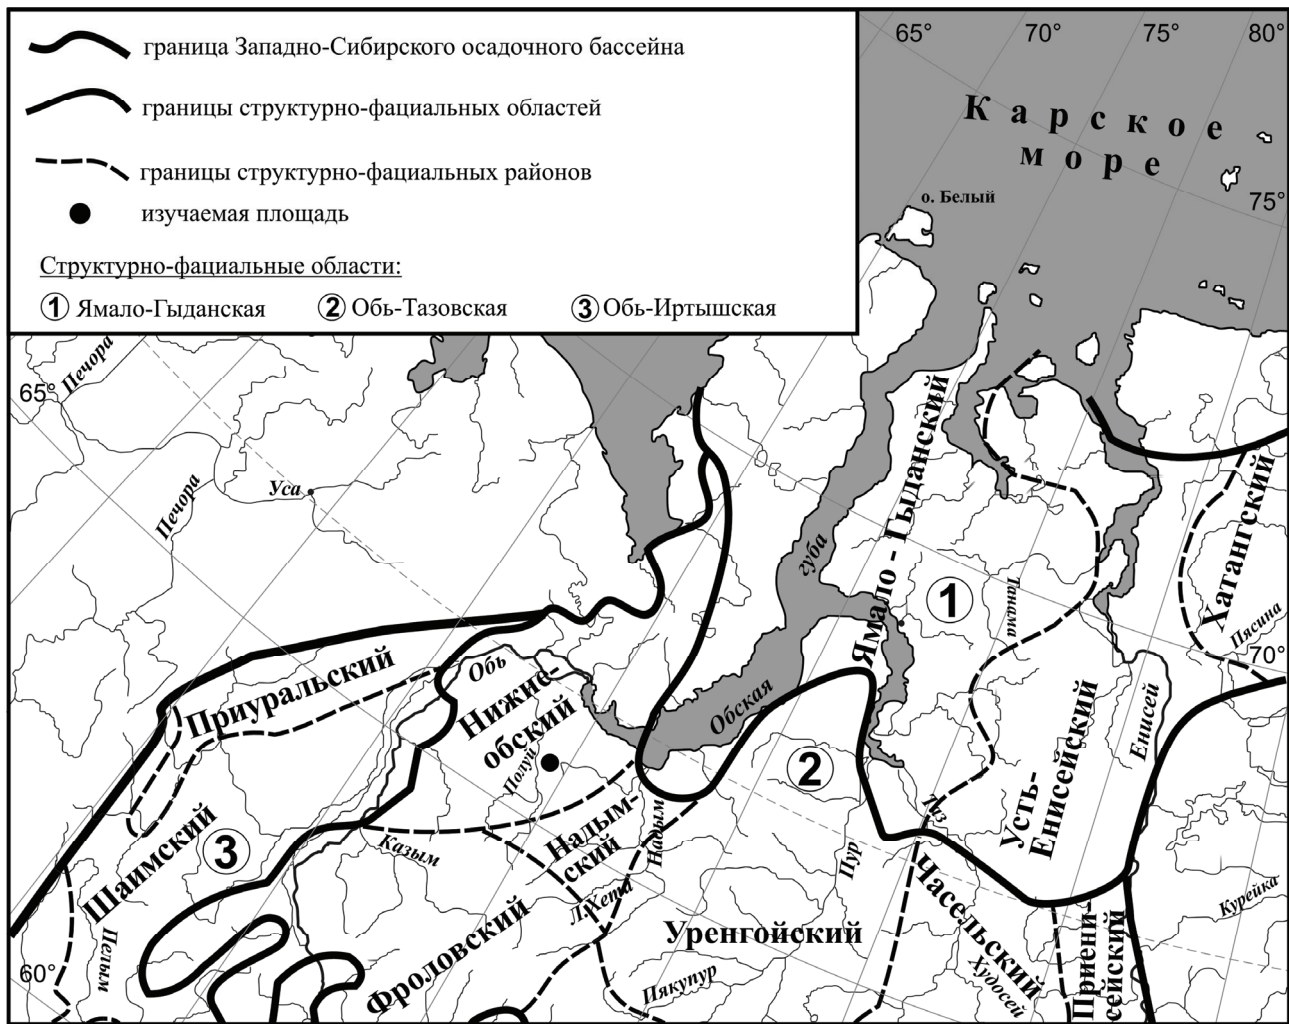 граница Западно-Сибирского осадочного бассейна
границы структурно-фациальных областей
границы структурно-фациальных районов
изучаемая площадь
Структурно-фациальные области:
1 Ямало-Гыданская 2 Обь-Тазовская 3 Обь-Иртышская
65° 70° 75° 80°
Карское
море
75°
о. Белый
65°
Печора
Печора
Уса
губа
Обская
Ямало - Гыданский
1
Танама
Хатангский
Пясина
70°
Приуральский
Обь
Нижне-
обский
Полуй
2
Усть-
Енисейский
Енисей
Таз
Шаимский
3
Казым
Надым-
ский
Надым
Л.Хета
Пур
Часельский
Курейка
Уренгойский
Фроловский
Пелым
60°
Пякупур
Худосей
Приени-
сейский